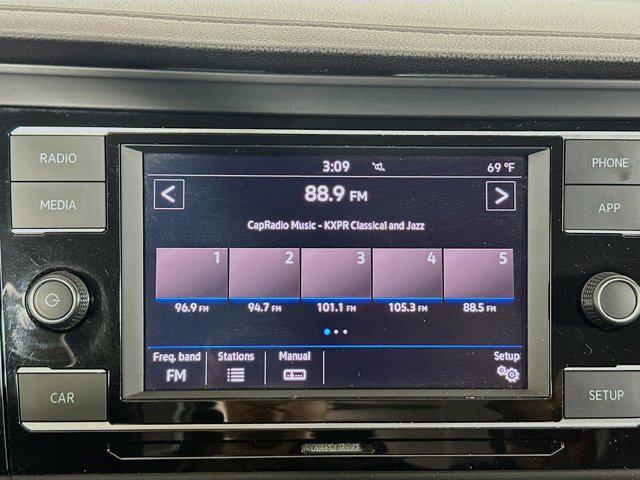 RADIO
MEDIA
CAR
3:09
69 °F
<
88.9 FM
>
CapRadio Music - KXPR Classical and Jazz
1 2 3 4 5
96.9 FM 94.7 FM 101.1 FM 105.3 FM 88.5 FM
Freq. band Stations Manual Setup
FM
PHONE
APP
SETUP